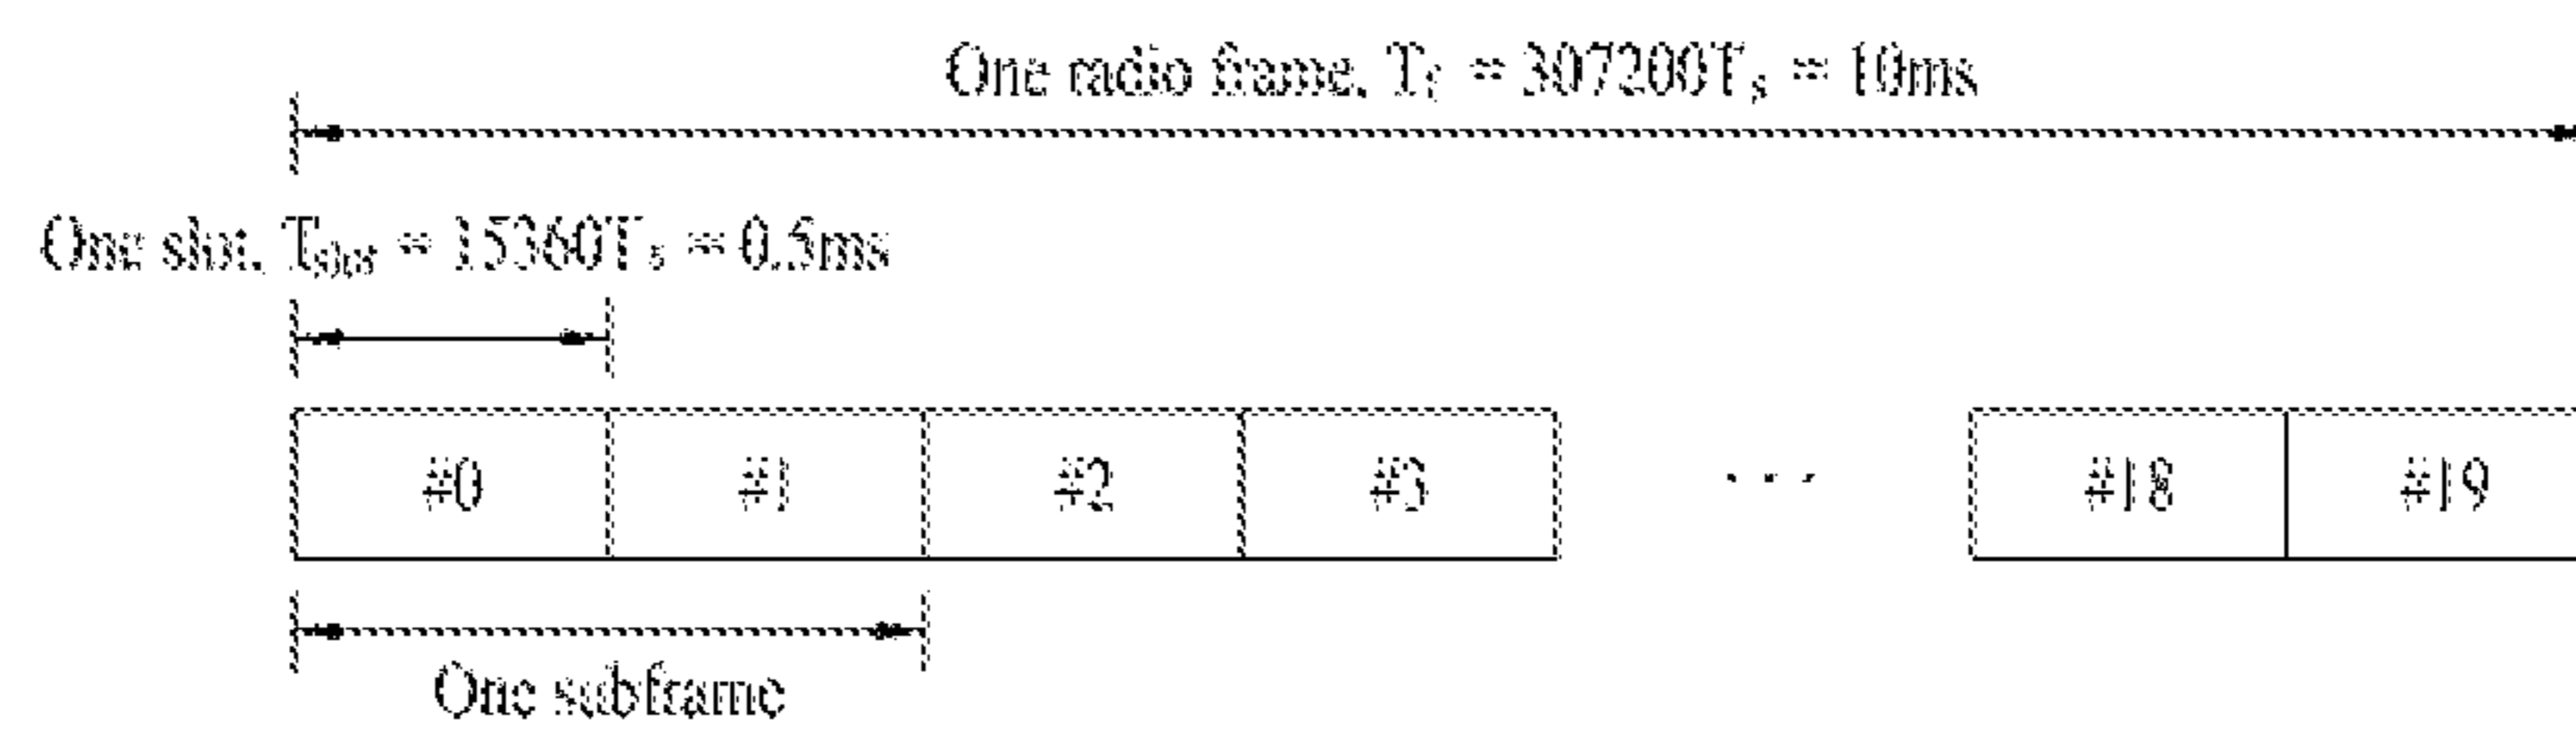 One radio frame, Tf = 307200Ts = 10ms
One slot, Tslot = 15360Ts = 0.5ms
#0 #1 #2 #3 ... #18 #19
One subframe